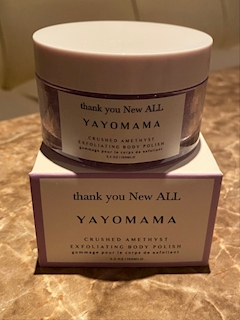 thank you New ALL
YAYOMAMA
CRUSHED AMETHYST
EXFOLIATING BODY POLISH
gommage pour le corps de exfoliant
thank you New ALL
YAYOMAMA
CRUSHED AMETHYST
EXFOLIATING BODY POLISH
gommage pour le corps de exfoliant